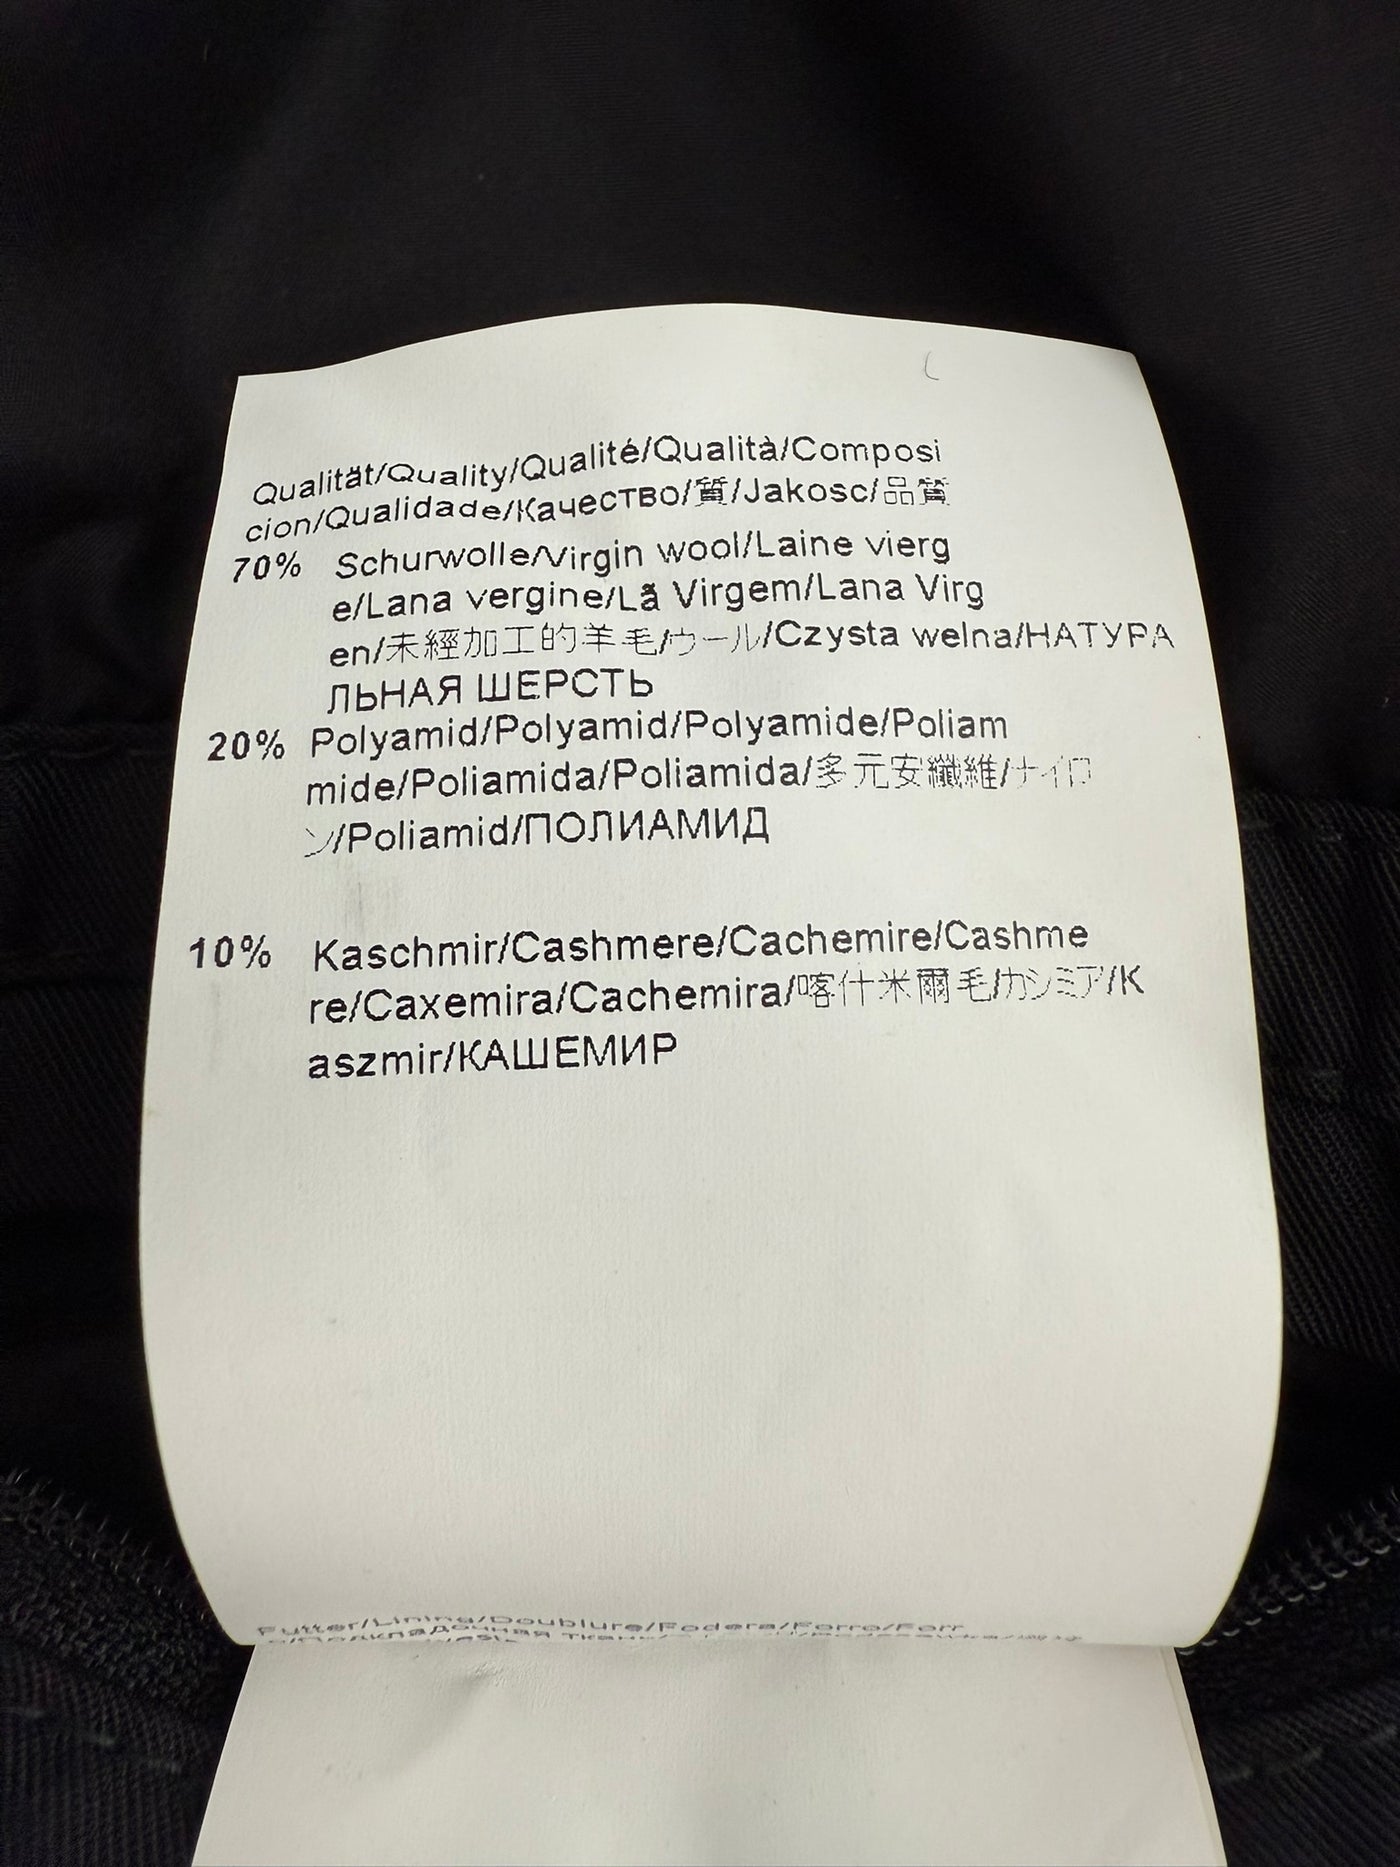 Qualität/Quality/Qualité/Qualità/Composi
cion/Qualidade/Качество/質/Jakosc/品質
70% Schurwolle/Virgin wool/Laine vierg
e/Lana vergine/Lã Virgem/Lana Virg
en/未經加工的羊毛/ウール/Czysta welna/НАТУРА
ЛЬНАЯ ШЕРСТЬ
20% Polyamid/Polyamid/Polyamide/Poliam
mide/Poliamida/Poliamida/多元安纖維/ナイロ
ン/Poliamid/ПОЛИАМИД
10% Kaschmir/Cashmere/Cachemire/Cashme
re/Caxemira/Cachemira/喀什米爾毛/カシミア/K
aszmir/КАШЕМИР
Futter/Lining/Doublure/Fodera/Forro/Forr
o/Подкладочная ткань/